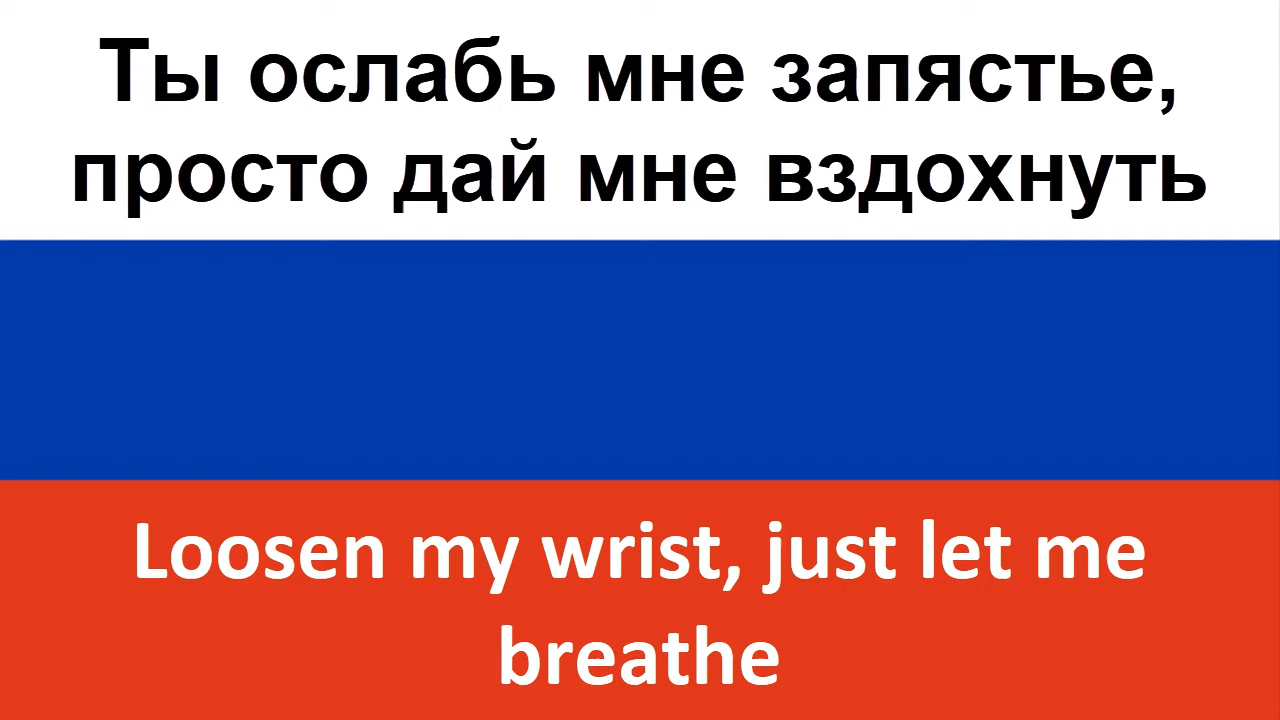 Ты ослабь мне запястье,
просто дай мне вздохнуть
Loosen my wrist, just let me
breathe